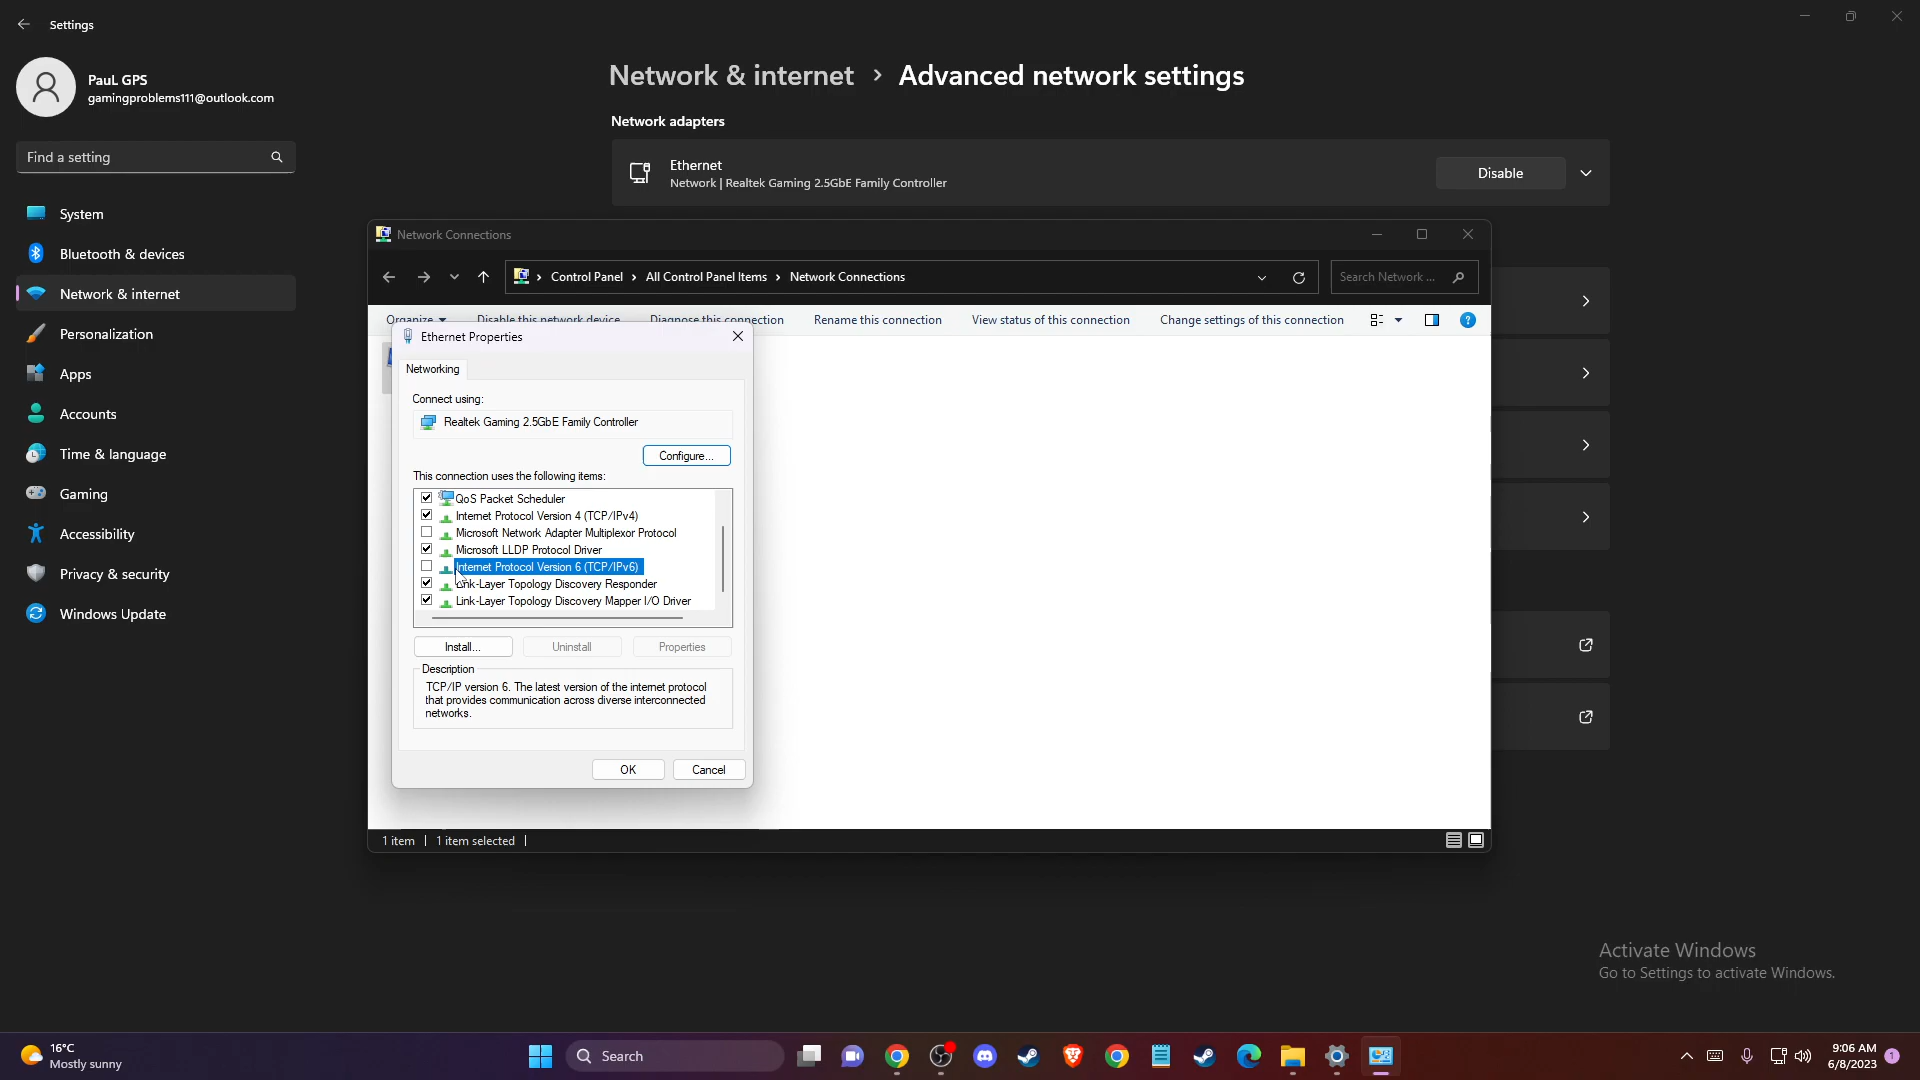 Settings
PauL GPS
gamingproblems111@outlook.com
Find a setting
System
Bluetooth & devices
Network & internet
Personalization
Apps
Accounts
Time & language
Gaming
Accessibility
Privacy & security
Windows Update
Network & internet > Advanced network settings
Network adapters
Ethernet
Network | Realtek Gaming 2.5GbE Family Controller
Disable
Network Connections
Control Panel > All Control Panel Items > Network Connections
Search Network ...
Organize
Disable this network device
Diagnose this connection
Rename this connection
View status of this connection
Change settings of this connection
Ethernet Properties
Networking
Connect using:
Realtek Gaming 2.5GbE Family Controller
Configure...
This connection uses the following items:
QoS Packet Scheduler
Internet Protocol Version 4 (TCP/IPv4)
Microsoft Network Adapter Multiplexor Protocol
Microsoft LLDP Protocol Driver
Internet Protocol Version 6 (TCP/IPv6)
Link-Layer Topology Discovery Responder
Link-Layer Topology Discovery Mapper I/O Driver
Install...
Uninstall
Properties
Description
TCP/IP version 6. The latest version of the internet protocol
that provides communication across diverse interconnected
networks.
OK
Cancel
1 item
1 item selected
Activate Windows
Go to Settings to activate Windows.
16°C
Mostly sunny
Search
9:06 AM
6/8/2023
1